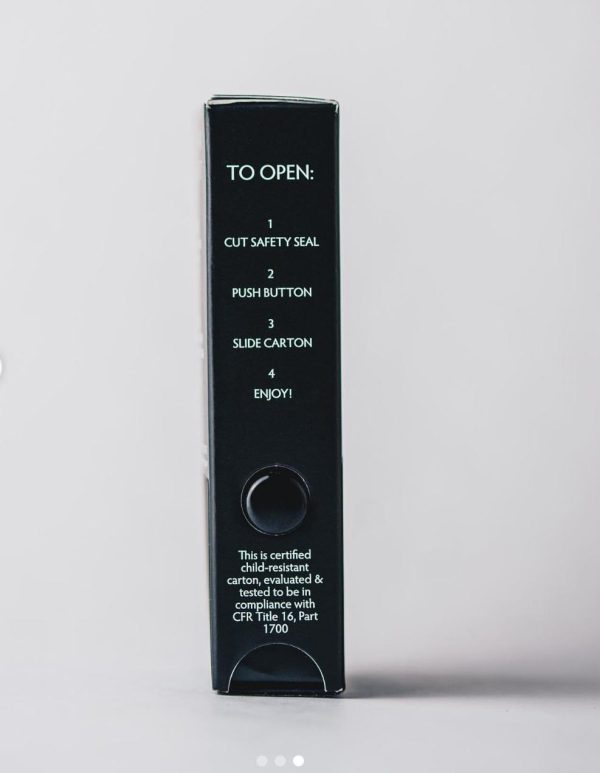 TO OPEN:
1
CUT SAFETY SEAL
2
PUSH BUTTON
3
SLIDE CARTON
4
ENJOY!
This is certified
child-resistant
carton, evaluated &
tested to be in
compliance with
CFR Title 16, Part
1700